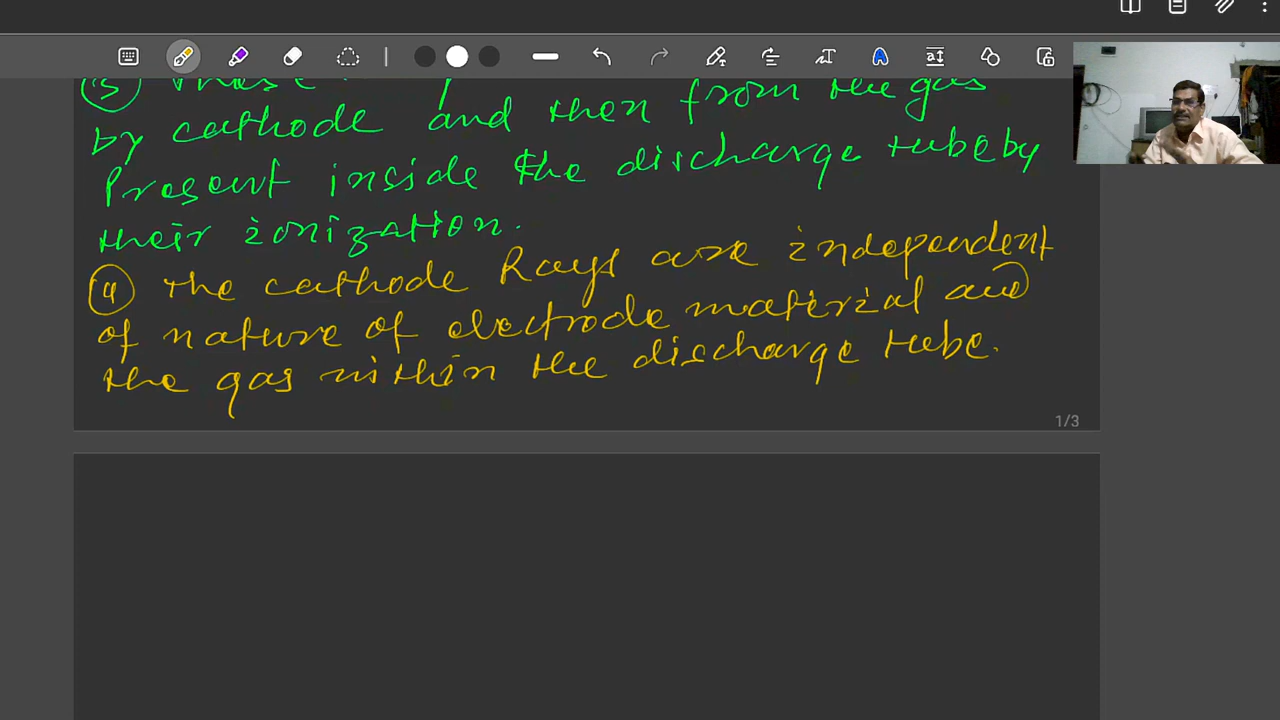 by cathode and then from the gas
Present inside the discharge tube by
their ionization.
(4) the cathode Rays are independent
of nature of electrode material and
the gas within the discharge tube.
1/3